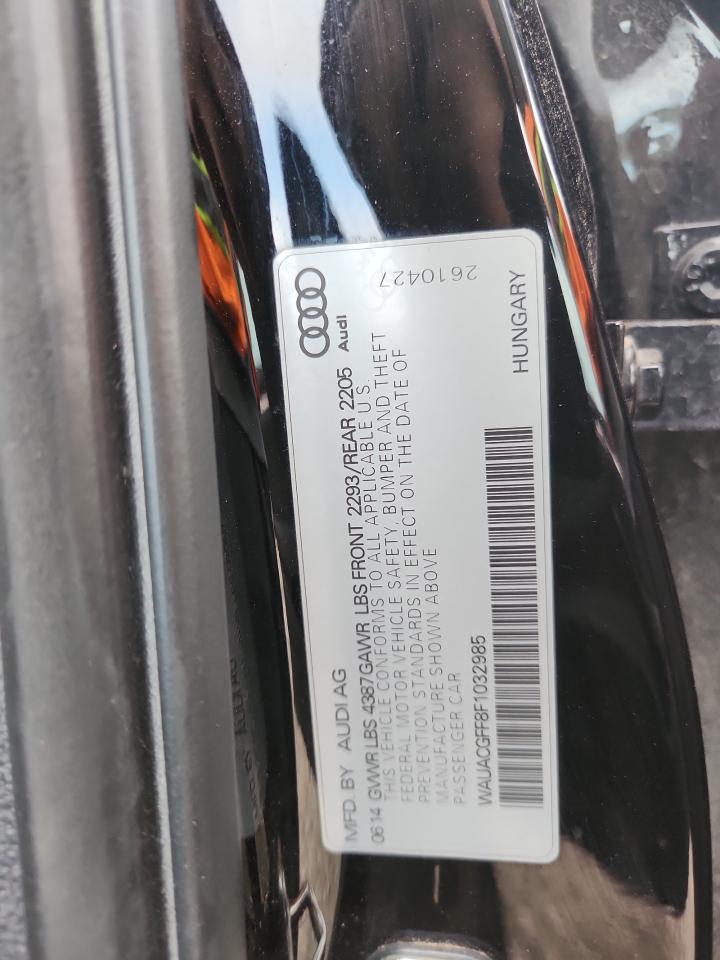 MFD. BY AUDI AG
Audi
0614 GVWR LBS 4387 GAWR LBS FRONT 2293/REAR 2205
THIS VEHICLE CONFORMS TO ALL APPLICABLE U.S.
FEDERAL MOTOR VEHICLE SAFETY, BUMPER AND THEFT
PREVENTION STANDARDS IN EFFECT ON THE DATE OF
MANUFACTURE SHOWN ABOVE
PASSENGER CAR
2610427
WAUACGFF8F1032985
HUNGARY